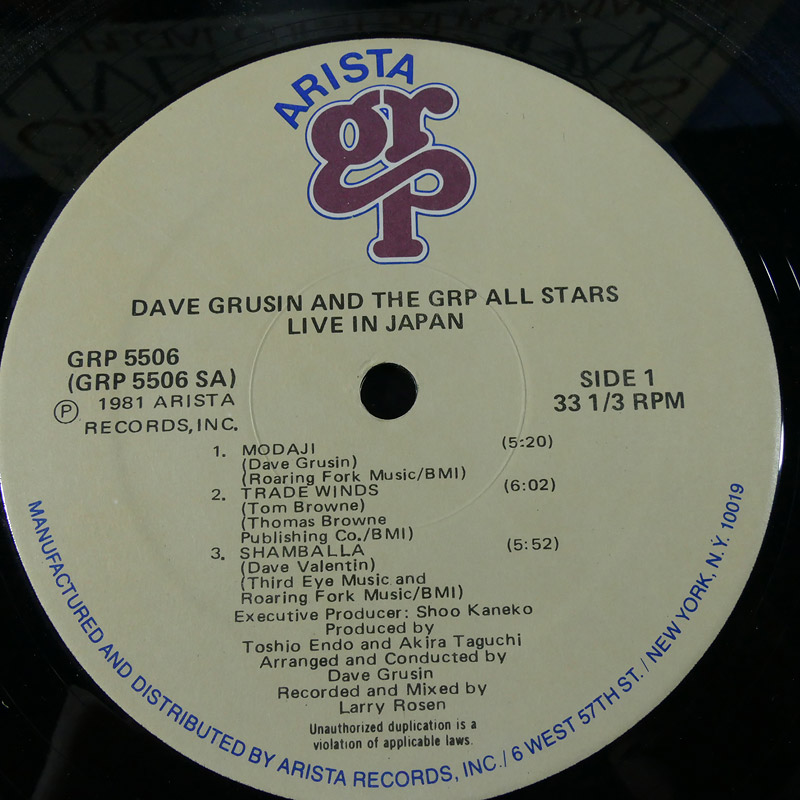 ARISTA
grp
DAVE GRUSIN AND THE GRP ALL STARS
LIVE IN JAPAN
GRP 5506
(GRP 5506 SA)
Ⓟ 1981 ARISTA
RECORDS, INC.
SIDE 1
33 1/3 RPM
1. MODAJI (5:20)
(Dave Grusin)
(Roaring Fork Music/BMI)
2. TRADE WINDS (6:02)
(Tom Browne)
(Thomas Browne
Publishing Co./BMI)
3. SHAMBALLA (5:52)
(Dave Valentin)
(Third Eye Music and
Roaring Fork Music/BMI)
Executive Producer: Shoo Kaneko
Produced by
Toshio Endo and Akira Taguchi
Arranged and Conducted by
Dave Grusin
Recorded and Mixed by
Larry Rosen
Unauthorized duplication is a
violation of applicable laws.
MANUFACTURED AND DISTRIBUTED BY ARISTA RECORDS, INC./ 6 WEST 57TH ST./ NEW YORK, N.Y. 10019